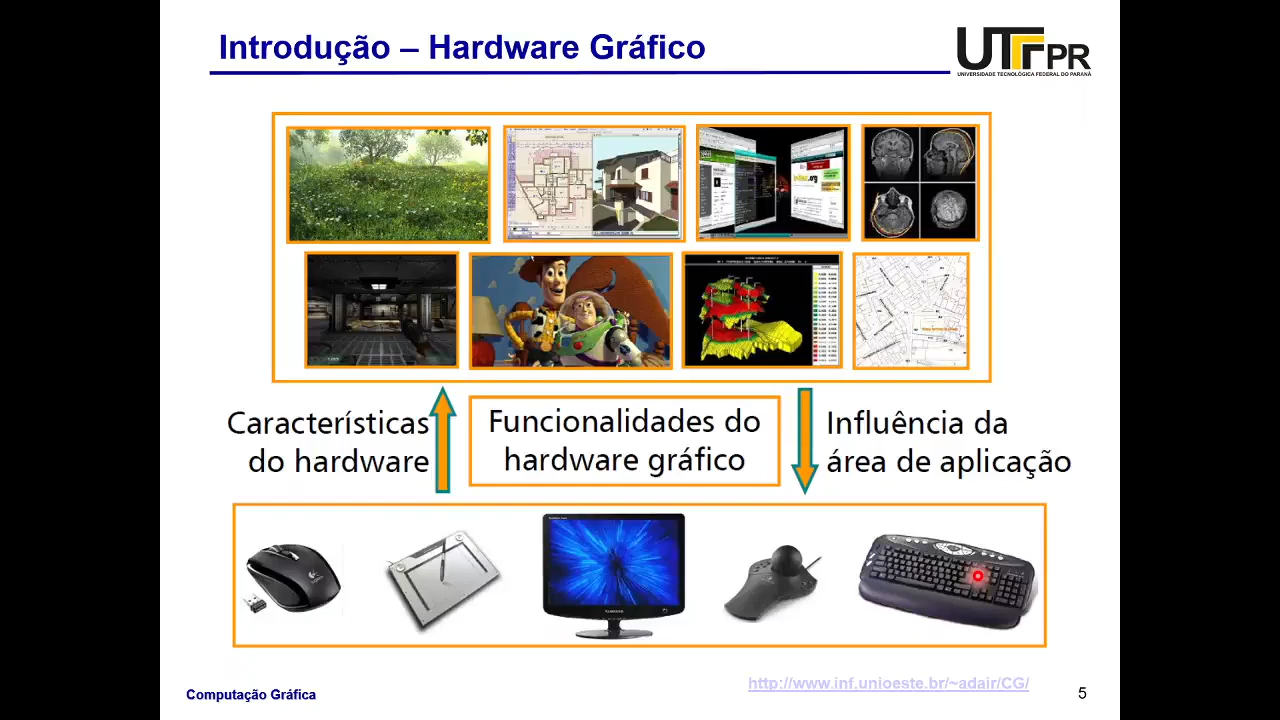 Introdução – Hardware Gráfico
UTFPR
UNIVERSIDADE TECNOLÓGICA FEDERAL DO PARANÁ
Características
do hardware
Funcionalidades do
hardware gráfico
Influência da
área de aplicação
http://www.inf.unioeste.br/~adair/CG/
Computação Gráfica
5